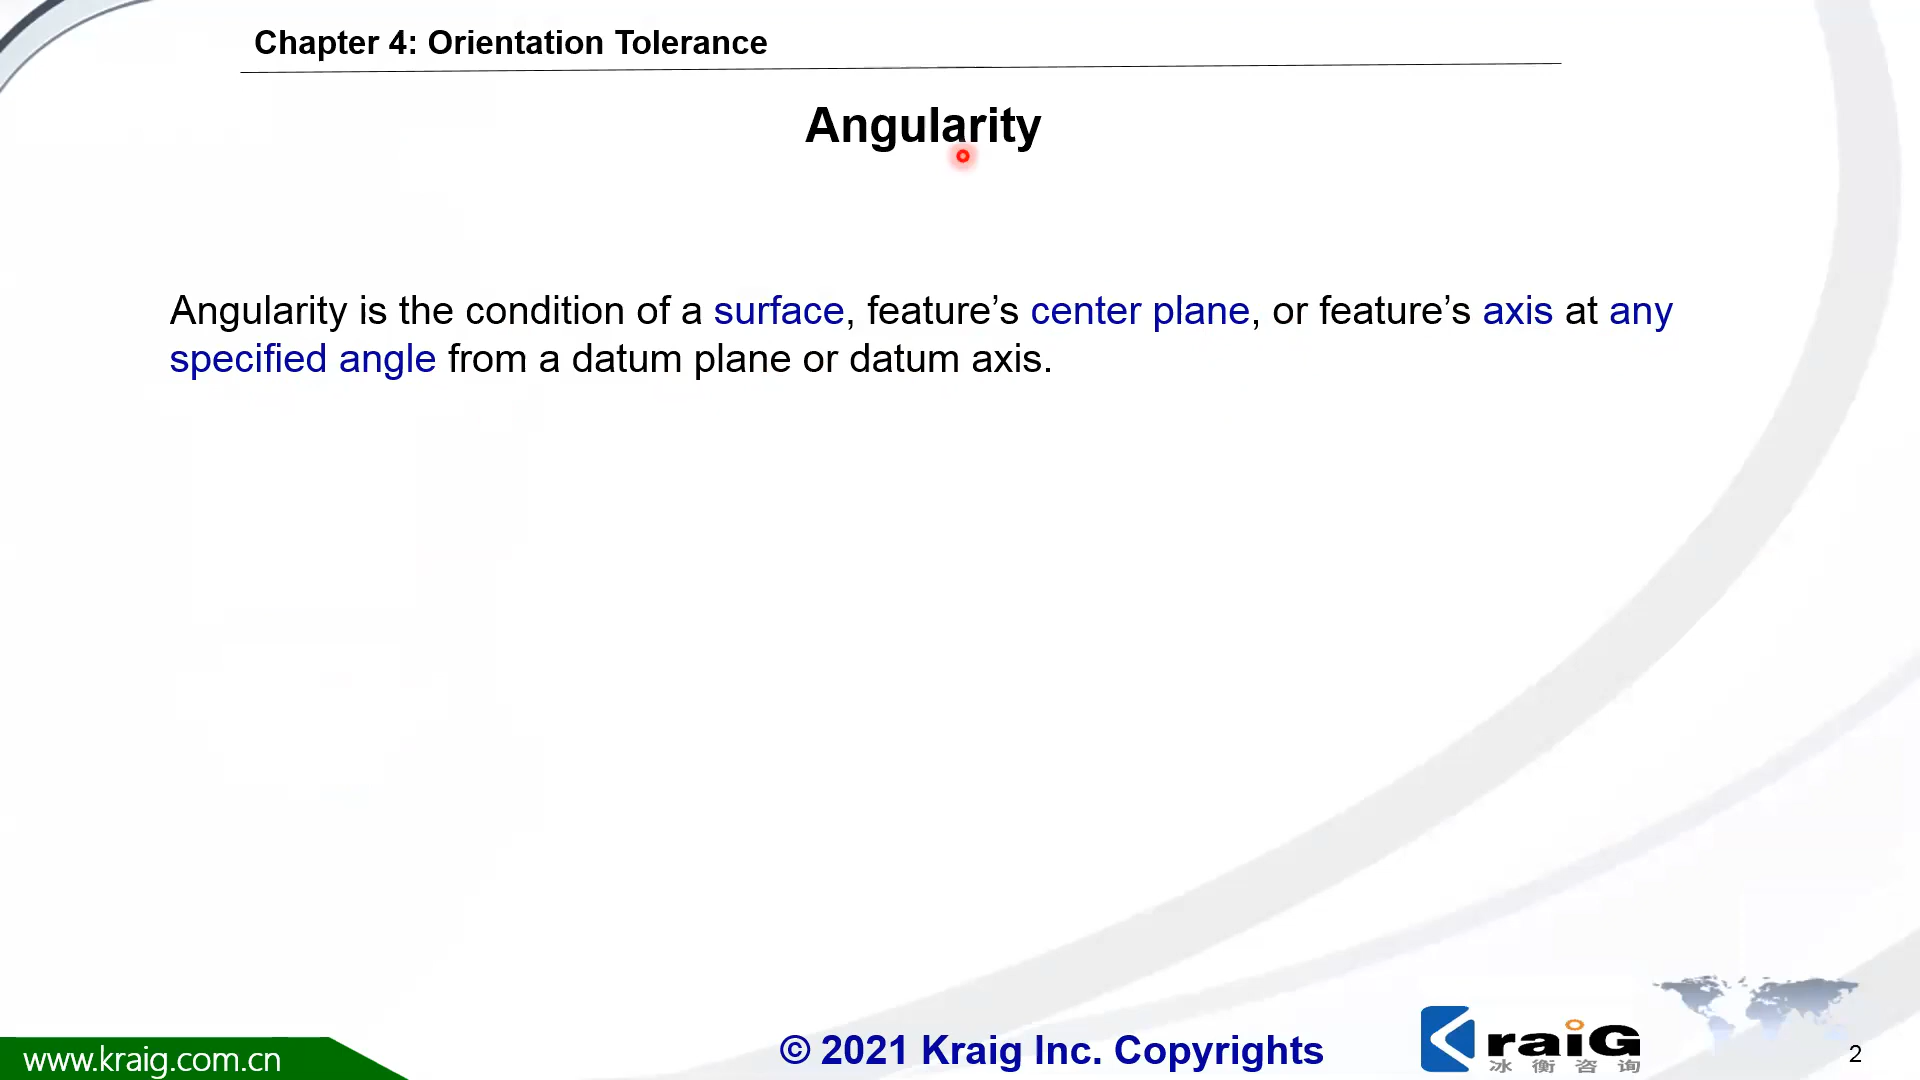 Chapter 4: Orientation Tolerance
Angularity
Angularity is the condition of a surface, feature’s center plane, or feature’s axis at any
specified angle from a datum plane or datum axis.
www.kraig.com.cn
© 2021 Kraig Inc. Copyrights
KraiG
冰衡咨询
2